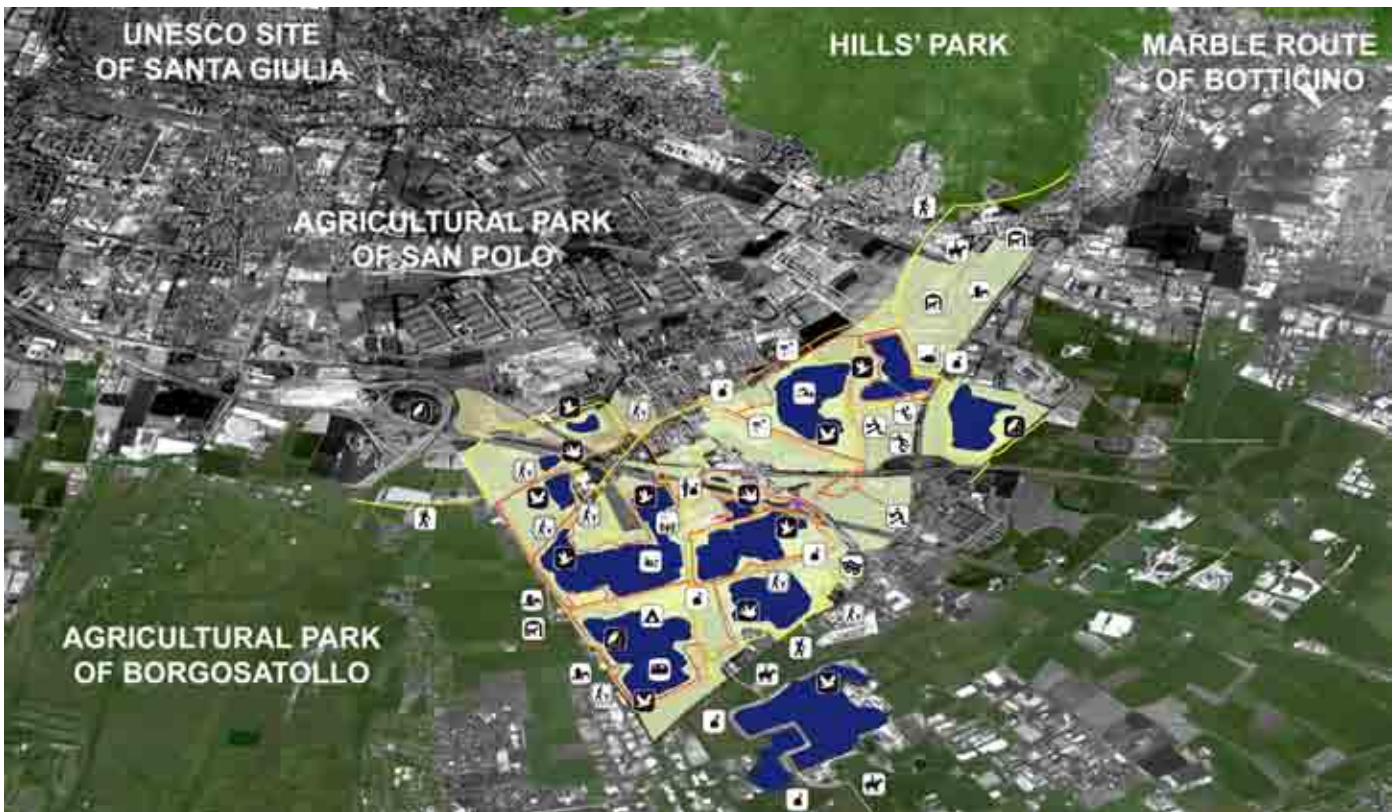 UNESCO SITE
OF SANTA GIULIA
HILLS' PARK
MARBLE ROUTE
OF BOTTICINO
AGRICULTURAL PARK
OF SAN POLO
AGRICULTURAL PARK
OF BORGOSATOLLO